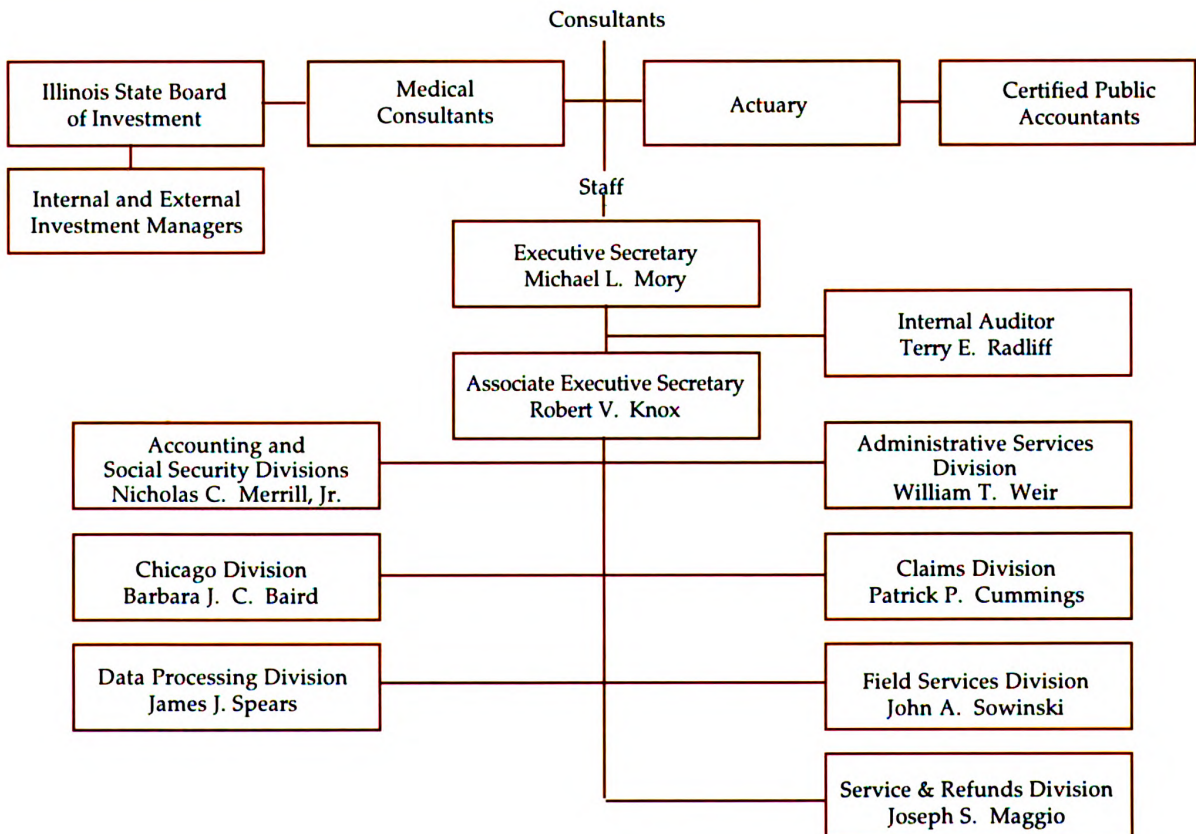 Consultants
Illinois State Board
of Investment
Medical
Consultants
Actuary
Certified Public
Accountants
Internal and External
Investment Managers
Staff
Executive Secretary
Michael L. Mory
Internal Auditor
Terry E. Radliff
Associate Executive Secretary
Robert V. Knox
Accounting and
Social Security Divisions
Nicholas C. Merrill, Jr.
Administrative Services
Division
William T. Weir
Chicago Division
Barbara J. C. Baird
Claims Division
Patrick P. Cummings
Data Processing Division
James J. Spears
Field Services Division
John A. Sowinski
Service & Refunds Division
Joseph S. Maggio